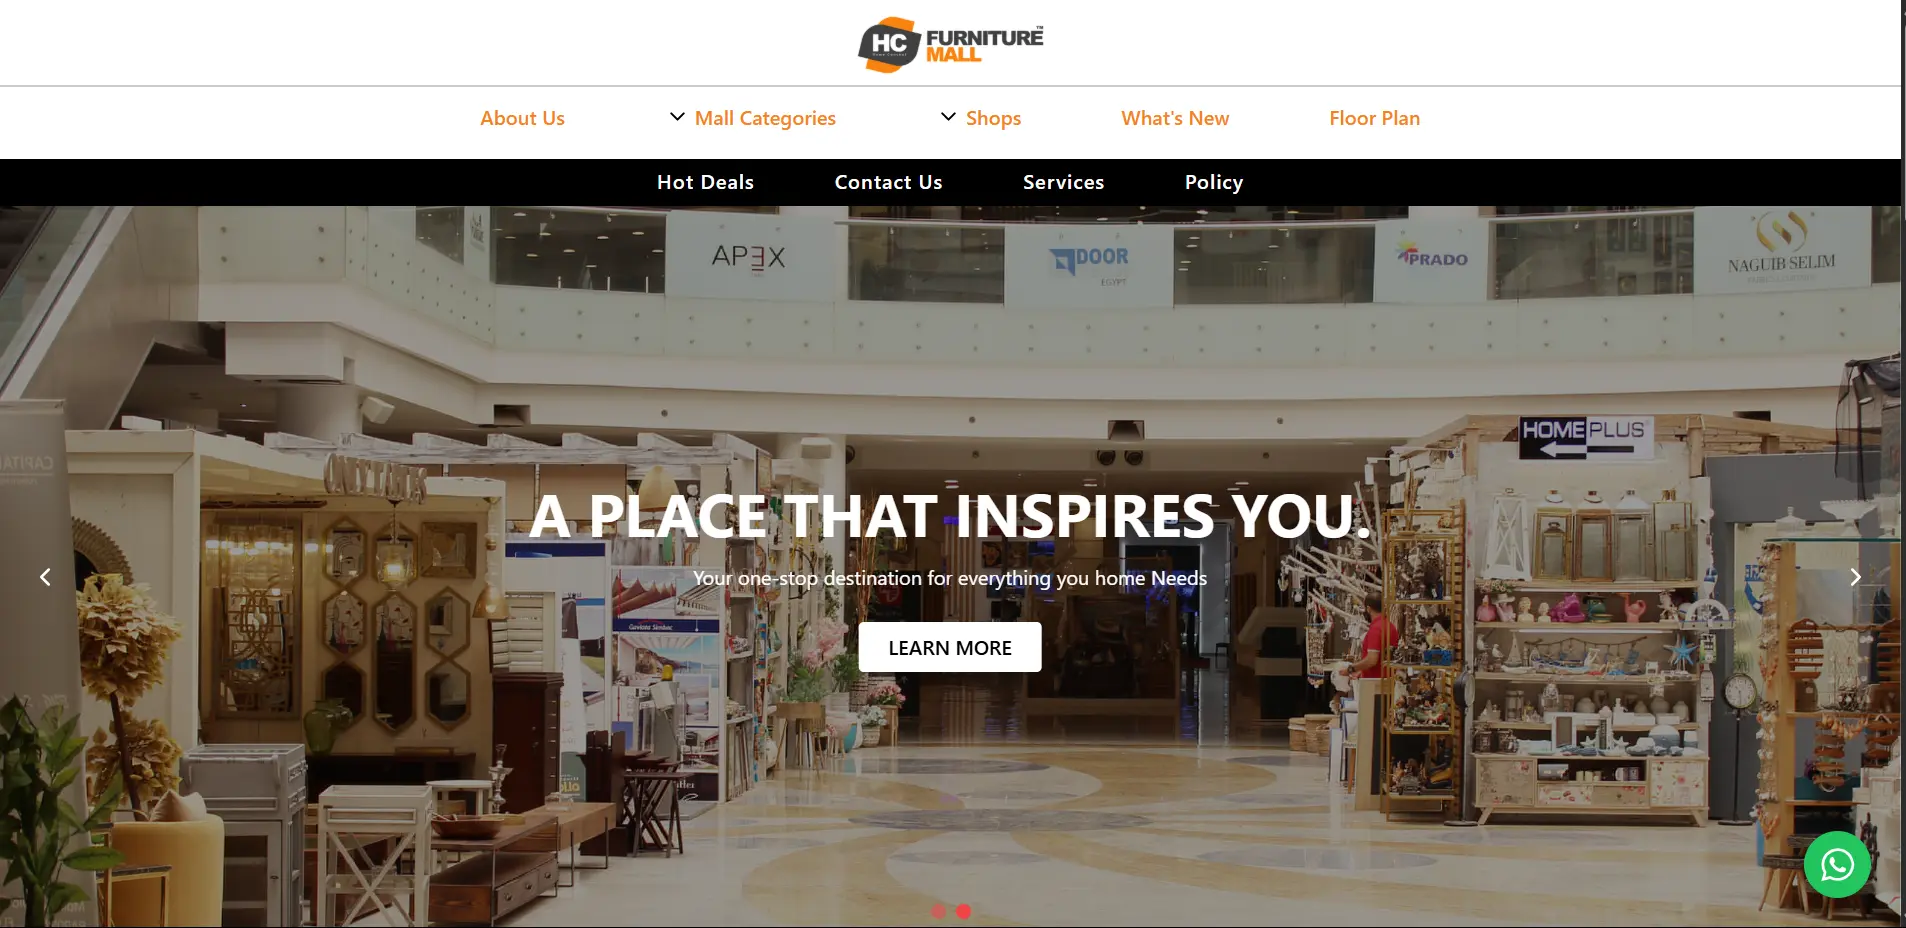 HC FURNITURE™
MALL
About Us
Mall Categories
Shops
What's New
Floor Plan
Hot Deals
Contact Us
Services
Policy
APEX
DOOR
EGYPT
PRADO
NAGUIB SELIM
HOME PLUS
A PLACE THAT INSPIRES YOU.
Your one-stop destination for everything you home Needs
LEARN MORE